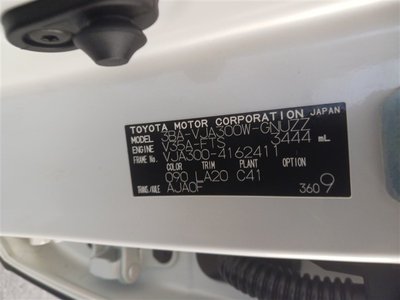 TOYOTA MOTOR CORPORATION JAPAN
MODEL 3BA-VJA300W-GNUZZ
ENGINE V35A-FTS 3444 mL
FRAME No. VJA300-4162411
COLOR TRIM PLANT OPTION
090 LA20 C41
TRANS./AXLE AJA0F 3609